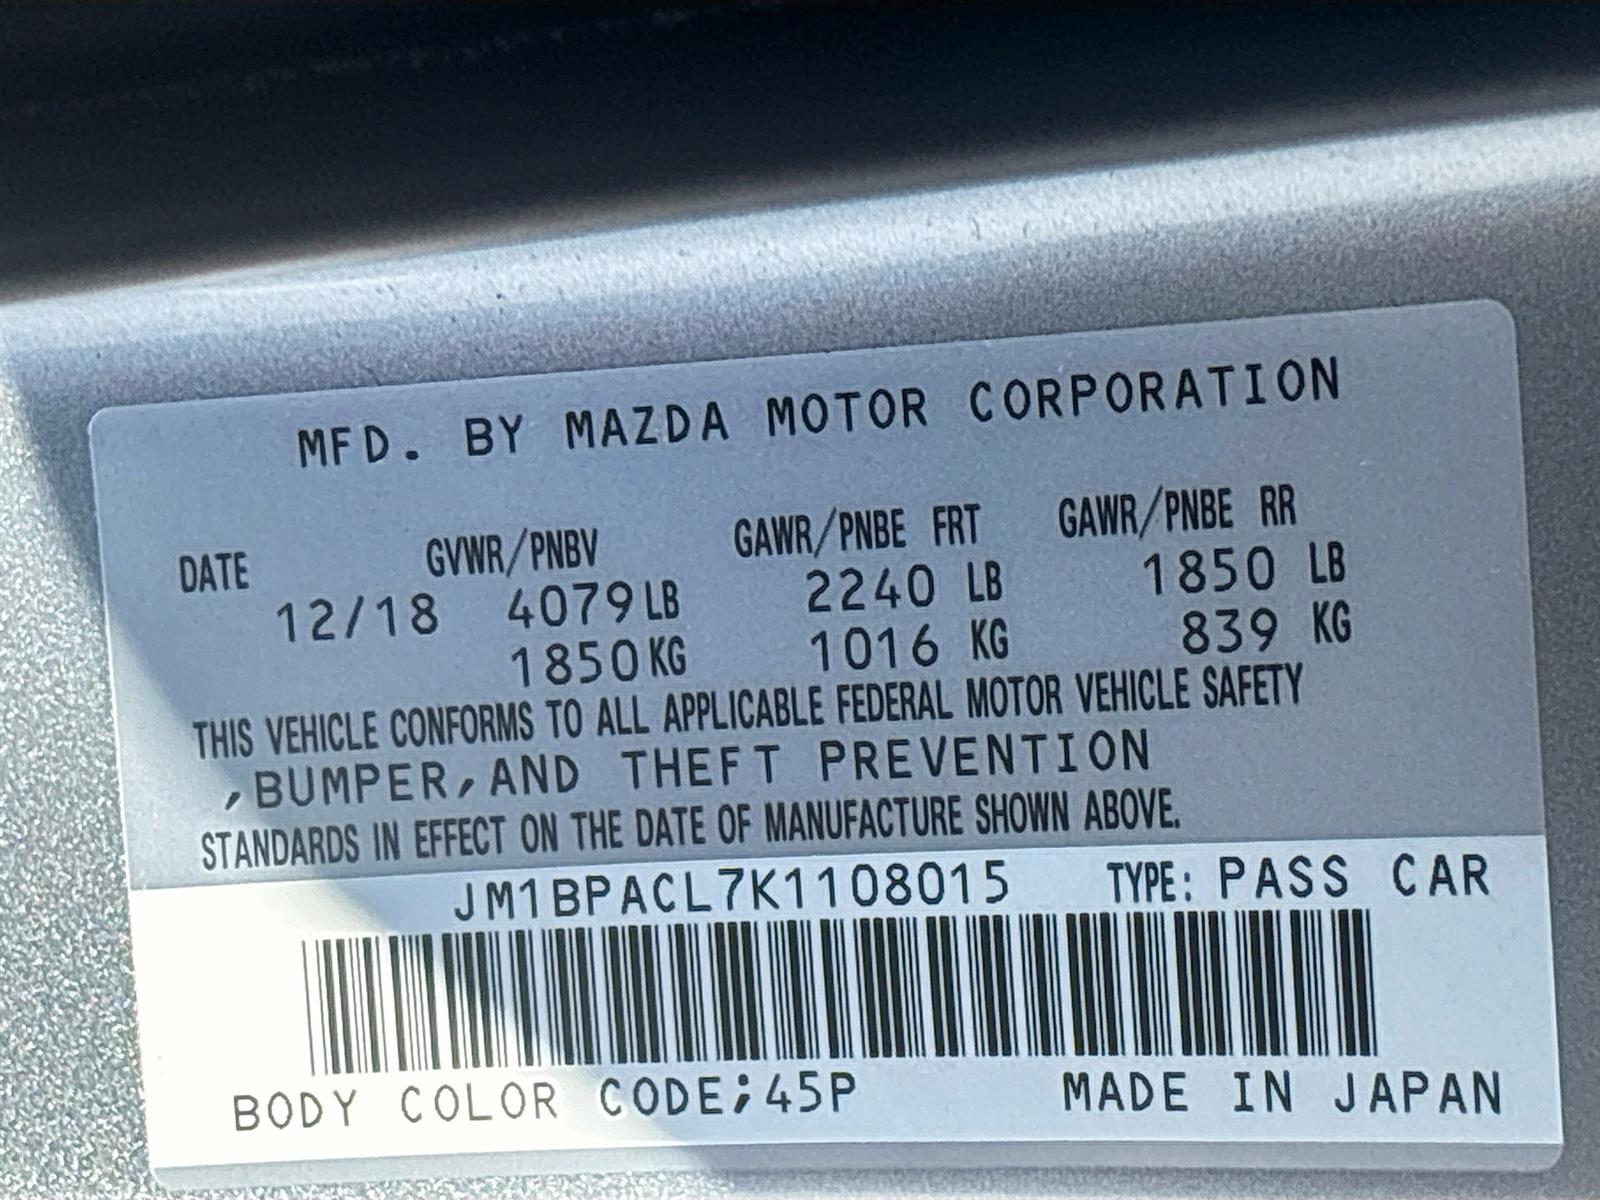 MFD. BY MAZDA MOTOR CORPORATION
DATE GVWR/PNBV GAWR/PNBE FRT GAWR/PNBE RR
12/18 4079LB 2240 LB 1850 LB
1850KG 1016 KG 839 KG
THIS VEHICLE CONFORMS TO ALL APPLICABLE FEDERAL MOTOR VEHICLE SAFETY
,BUMPER,AND THEFT PREVENTION
STANDARDS IN EFFECT ON THE DATE OF MANUFACTURE SHOWN ABOVE.
JM1BPACL7K1108015 TYPE: PASS CAR
BODY COLOR CODE;45P MADE IN JAPAN